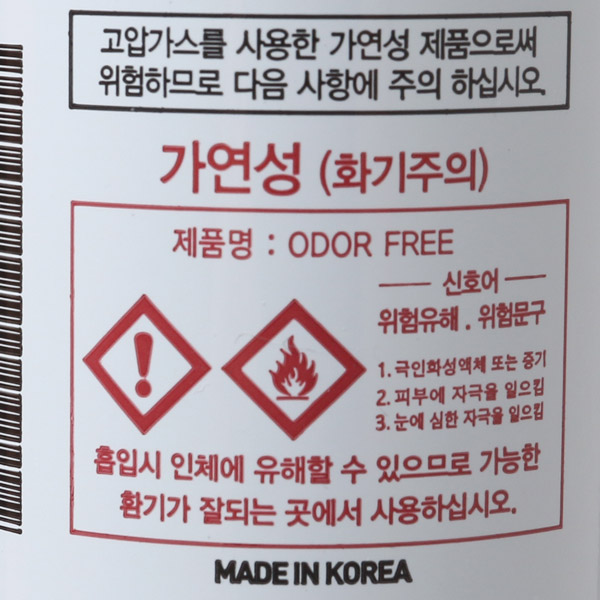 고압가스를 사용한 가연성 제품으로써
위험하므로 다음 사항에 주의 하십시오.
가연성 (화기주의)
제품명 : ODOR FREE
신호어
위험유해 . 위험문구
1. 극인화성액체 또는 증기
2. 피부에 자극을 일으킴
3. 눈에 심한 자극을 일으킴
흡입시 인체에 유해할 수 있으므로 가능한
환기가 잘되는 곳에서 사용하십시오.
MADE IN KOREA